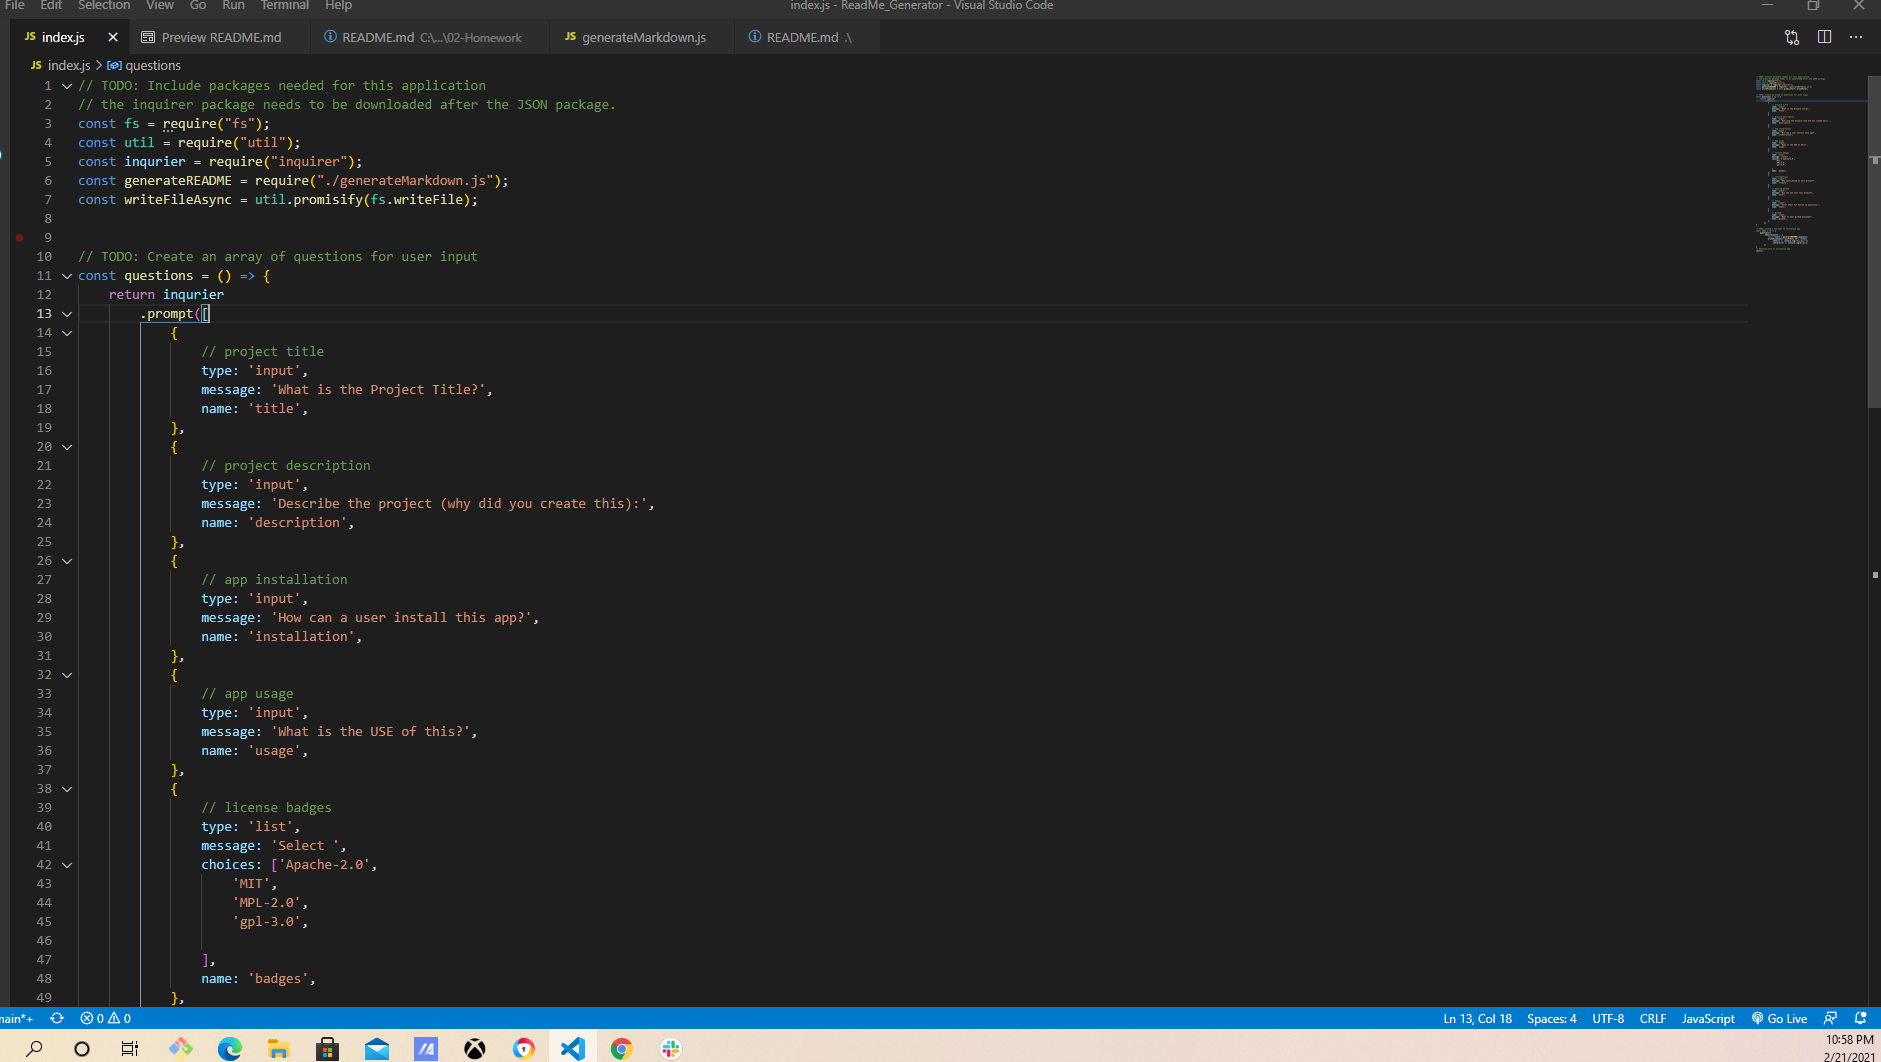 File Edit Selection View Go Run Terminal Help index.js - ReadMe_Generator - Visual Studio Code
JS index.js Preview README.md README.md C:\...\02-Homework JS generateMarkdown.js README.md .\
JS index.js > questions
1 // TODO: Include packages needed for this application
2 // the inquirer package needs to be downloaded after the JSON package.
3 const fs = require("fs");
4 const util = require("util");
5 const inqurier = require("inquirer");
6 const generateREADME = require("./generateMarkdown.js");
7 const writeFileAsync = util.promisify(fs.writeFile);
8
9
10 // TODO: Create an array of questions for user input
11 const questions = () => {
12 return inqurier
13 .prompt([
14 {
15 // project title
16 type: 'input',
17 message: 'What is the Project Title?',
18 name: 'title',
19 },
20 {
21 // project description
22 type: 'input',
23 message: 'Describe the project (why did you create this):',
24 name: 'description',
25 },
26 {
27 // app installation
28 type: 'input',
29 message: 'How can a user install this app?',
30 name: 'installation',
31 },
32 {
33 // app usage
34 type: 'input',
35 message: 'What is the USE of this?',
36 name: 'usage',
37 },
38 {
39 // license badges
40 type: 'list',
41 message: 'Select ',
42 choices: ['Apache-2.0',
43 'MIT',
44 'MPL-2.0',
45 'gpl-3.0',
46
47 ],
48 name: 'badges',
49 },
main*+ 0 0 Ln 13, Col 18 Spaces: 4 UTF-8 CRLF JavaScript Go Live
10:58 PM
2/21/2021